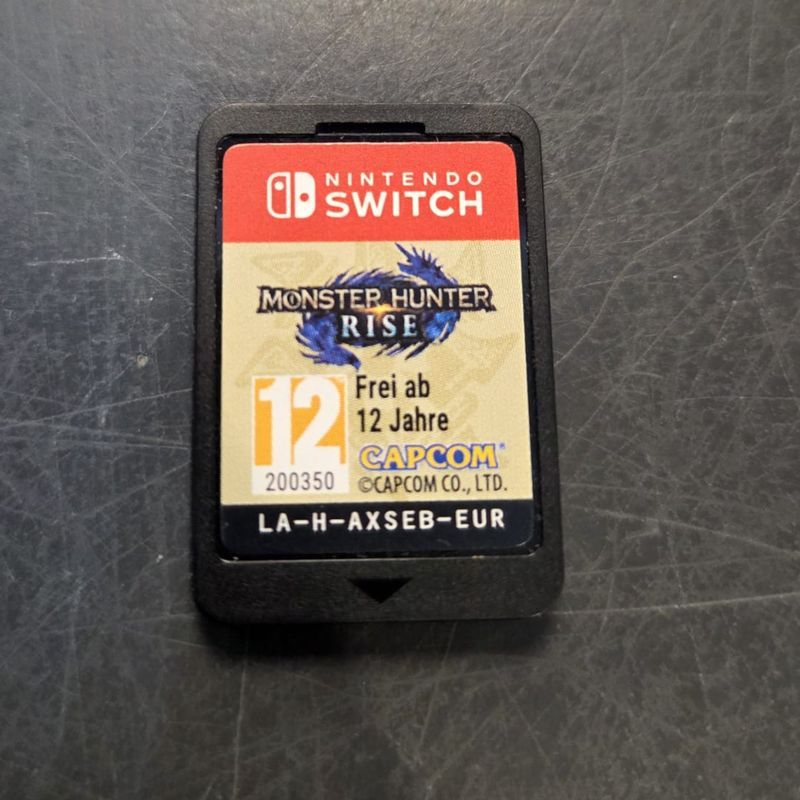 NINTENDO
SWITCH
MONSTER HUNTER
RISE
12
200350
Frei ab
12 Jahre
CAPCOM®
©CAPCOM CO., LTD.
LA-H-AXSEB-EUR